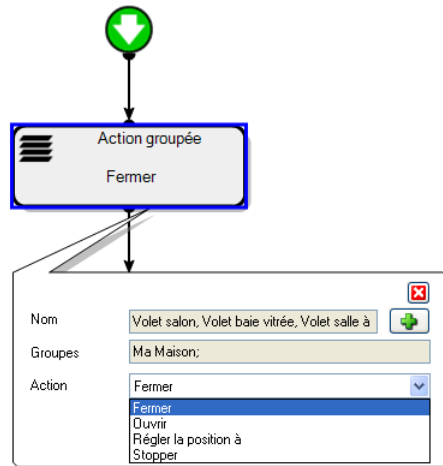 Action groupée
Fermer
Nom
Volet salon, Volet baie vitrée, Volet salle à
Groupes
Ma Maison;
Action
Fermer
Fermer
Ouvrir
Régler la position à
Stopper